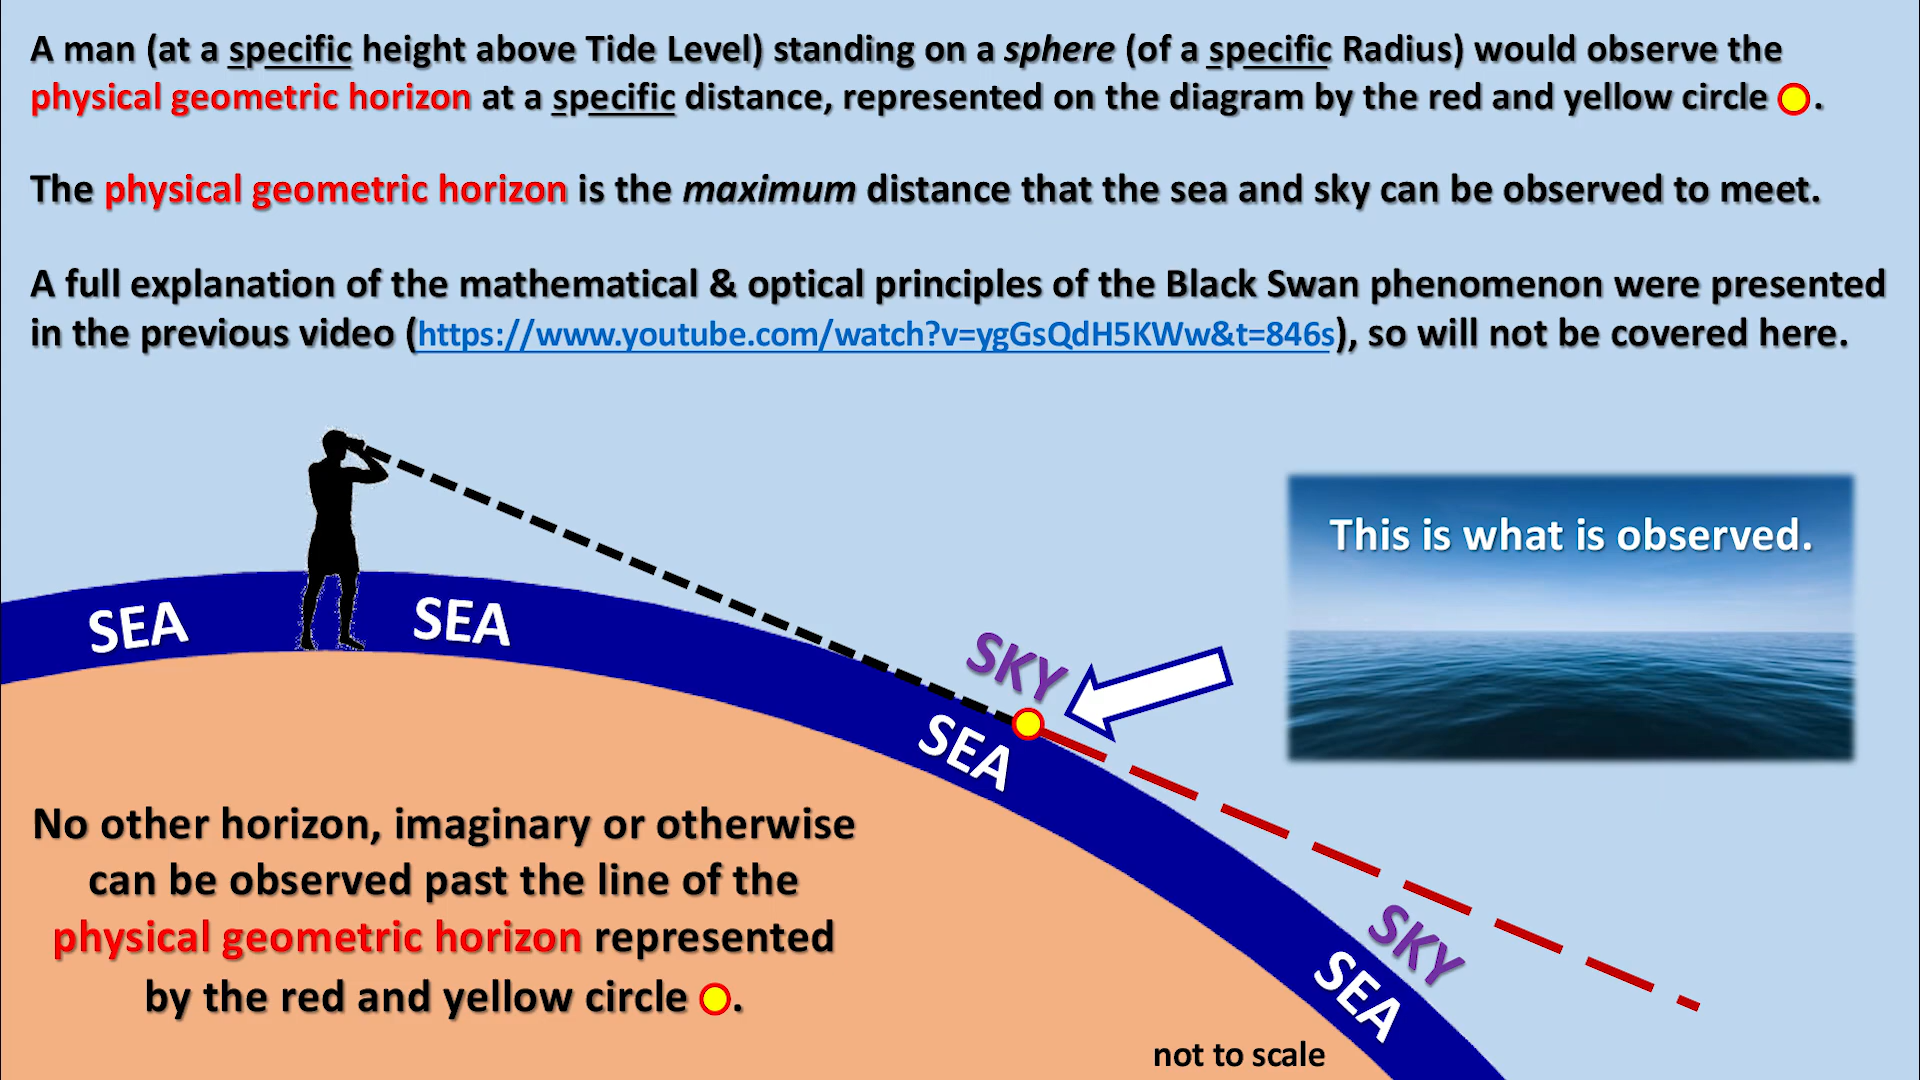 A man (at a specific height above Tide Level) standing on a sphere (of a specific Radius) would observe the
physical geometric horizon at a specific distance, represented on the diagram by the red and yellow circle .
The physical geometric horizon is the maximum distance that the sea and sky can be observed to meet.
A full explanation of the mathematical & optical principles of the Black Swan phenomenon were presented
in the previous video (https://www.youtube.com/watch?v=ygGsQdH5KWw&t=846s), so will not be covered here.
This is what is observed.
SEA
SEA
SKY
SEA
No other horizon, imaginary or otherwise
can be observed past the line of the
physical geometric horizon represented
by the red and yellow circle .
SKY
SEA
not to scale